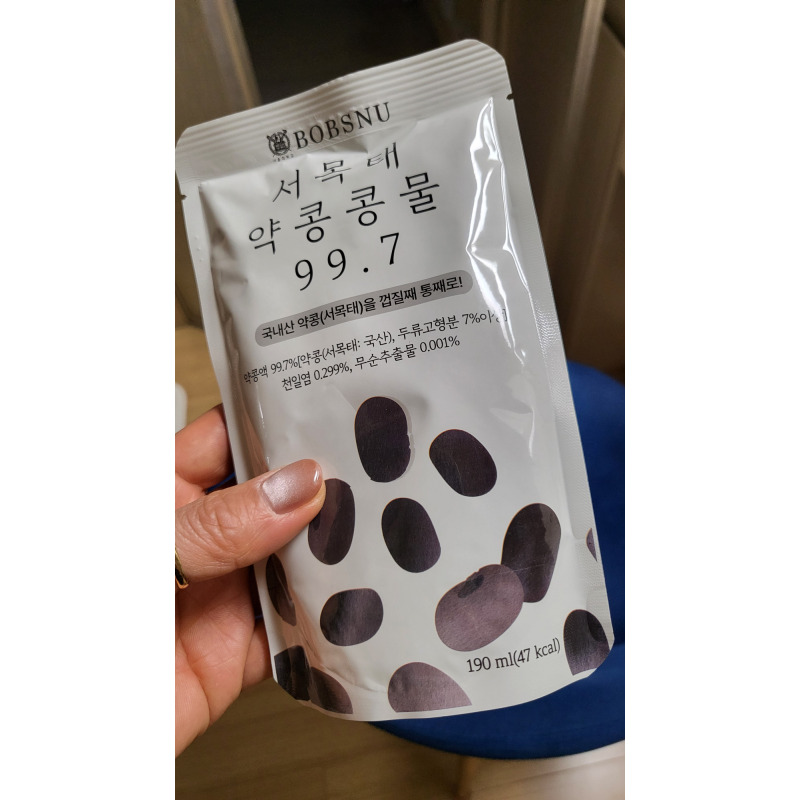 BOBSNU
서목태
약콩콩물
99.7
국내산 약콩(서목태)을 껍질째 통째로!
약콩액 99.7%[약콩(서목태: 국산), 두류고형분 7%이상]
천일염 0.299%, 무순추출물 0.001%
190 ml(47 kcal)